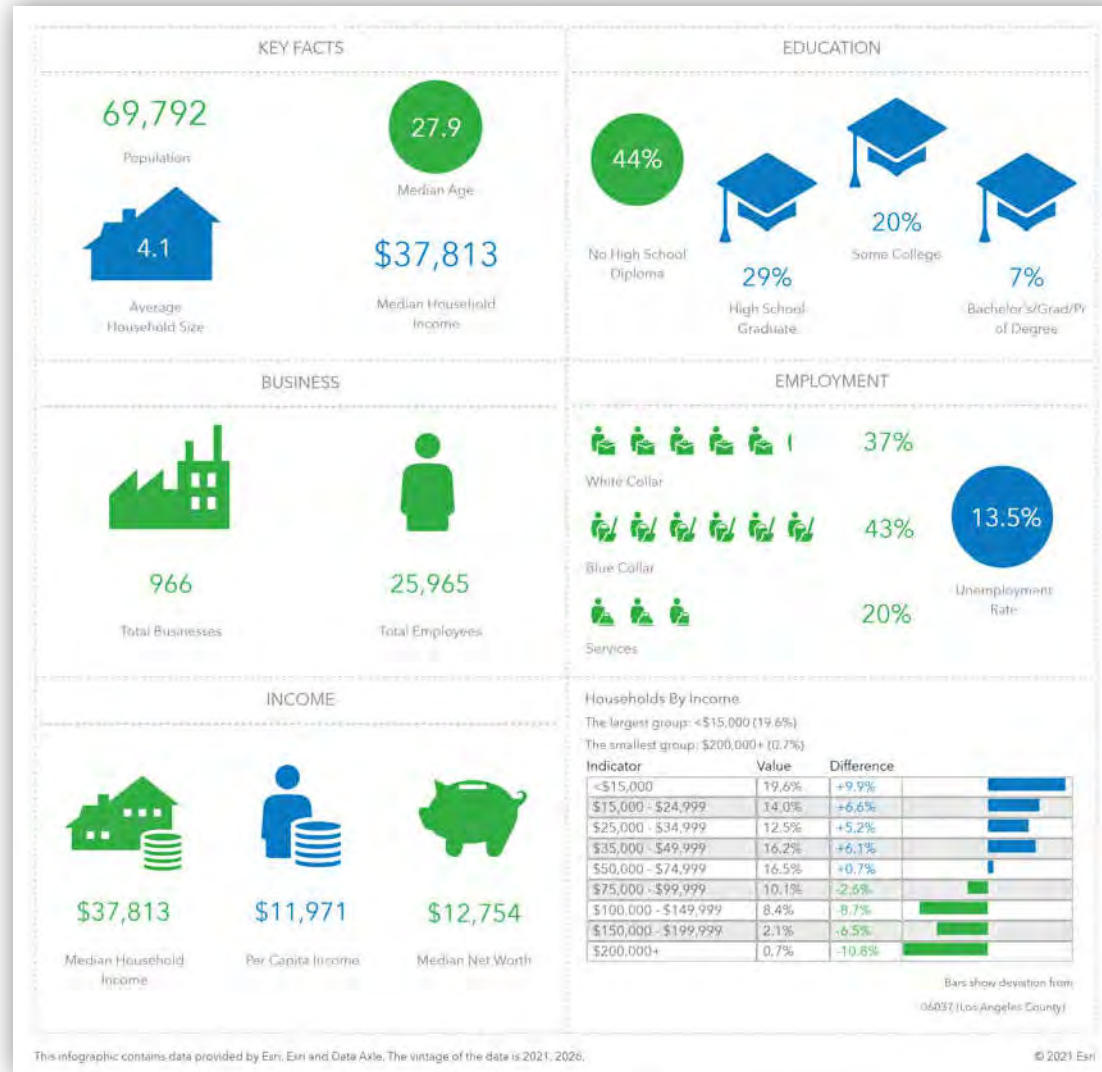 KEY FACTS
69,792
Population
27.9
Median Age
4.1
Average
Household Size
$37,813
Median Household
Income
EDUCATION
44%
No High School
Diploma
29%
High School
Graduate
20%
Some College
7%
Bachelor's/Grad/Pr
of Degree
BUSINESS
966
Total Businesses
25,965
Total Employees
EMPLOYMENT
37%
White Collar
43%
Blue Collar
20%
Services
13.5%
Unemployment
Rate
INCOME
$37,813
Median Household
Income
$11,971
Per Capita Income
$12,754
Median Net Worth
Households By Income
The largest group: <$15,000 (19.6%)
The smallest group: $200,000+ (0.7%)
Indicator Value Difference
<$15,000 19.6% +9.9%
$15,000 - $24,999 14.0% +6.6%
$25,000 - $34,999 12.5% +5.2%
$35,000 - $49,999 16.2% +6.1%
$50,000 - $74,999 16.5% +0.7%
$75,000 - $99,999 10.1% -2.6%
$100,000 - $149,999 8.4% -8.7%
$150,000 - $199,999 2.1% -6.5%
$200,000+ 0.7% -10.8%
Bars show deviation from
06037 (Los Angeles County)
This infographic contains data provided by Esri, Esri and Data Axle. The vintage of the data is 2021, 2026.
© 2021 Esri